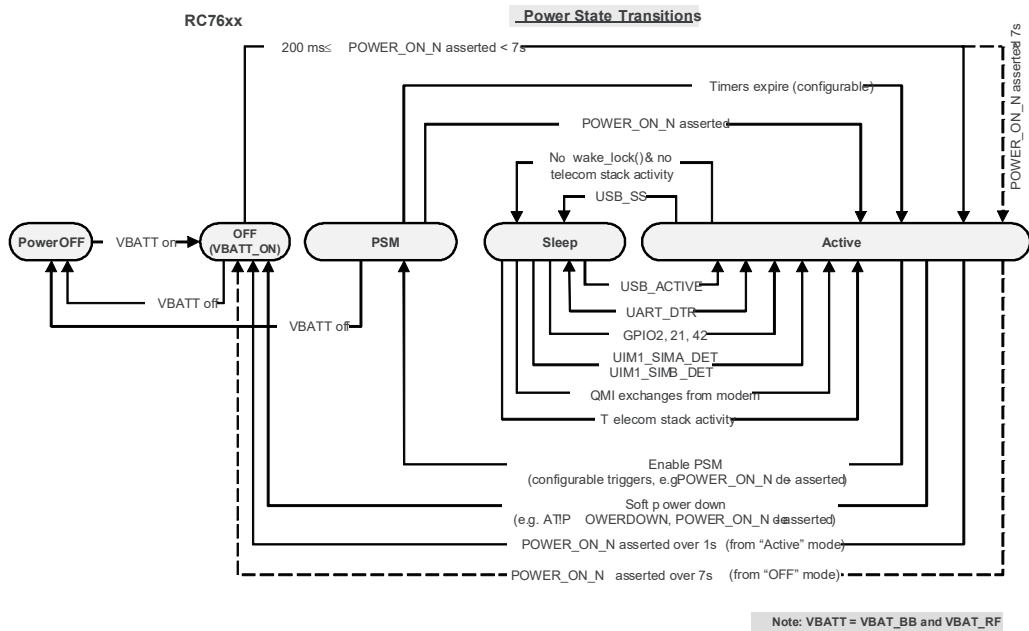 RC76xx
Power State Transitions
200 ms≤ POWER_ON_N asserted < 7s
POWER_ON_N asserted 7s
Timers expire (configurable)
POWER_ON_N asserted
No wake_lock() & no
telecom stack activity
USB_SS
PowerOFF
VBATT on
OFF
(VBATT_ON)
PSM
Sleep
Active
VBATT off
VBATT off
USB_ACTIVE
UART_DTR
GPIO2, 21, 42
UIM1_SIMA_DET
UIM1_SIMB_DET
QMI exchanges from modem
T elecom stack activity
Enable PSM
(configurable triggers, e.g.POWER_ON_N de- asserted)
Soft p ower down
(e.g. AT!P OWERDOWN, POWER_ON_N de-asserted)
POWER_ON_N asserted over 1s (from “Active” mode)
POWER_ON_N asserted over 7s (from “OFF” mode)
Note: VBATT = VBAT_BB and VBAT_RF